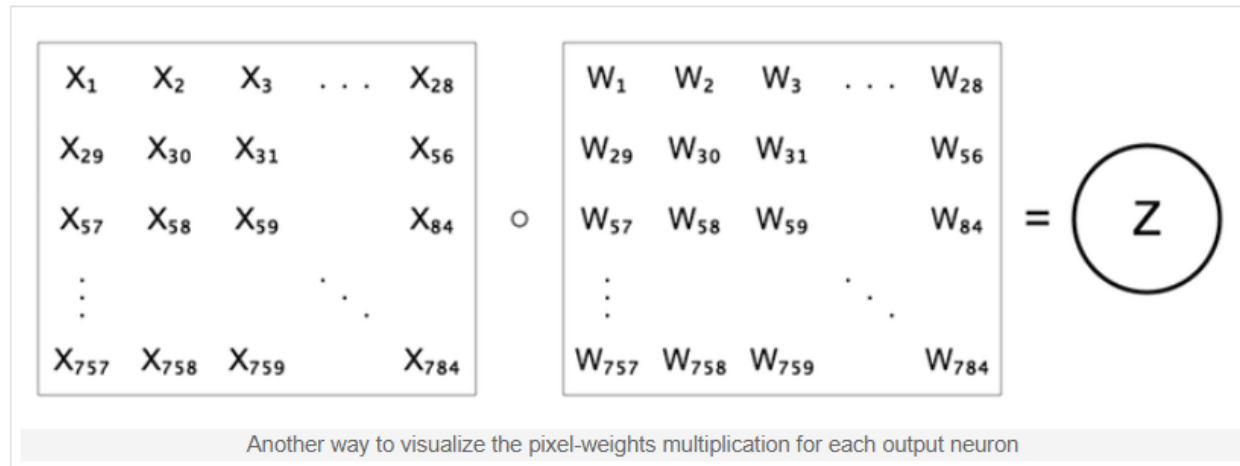 X₁ X₂ X₃ . . . X₂₈ W₁ W₂ W₃ . . . W₂₈
X₂₉ X₃₀ X₃₁ X₅₆ W₂₉ W₃₀ W₃₁ W₅₆
X₅₇ X₅₈ X₅₉ X₈₄ ∘ W₅₇ W₅₈ W₅₉ W₈₄ = Z
⋮ ⋱ ⋮ ⋱
X₇₅₇ X₇₅₈ X₇₅₉ X₇₈₄ W₇₅₇ W₇₅₈ W₇₅₉ W₇₈₄
Another way to visualize the pixel-weights multiplication for each output neuron